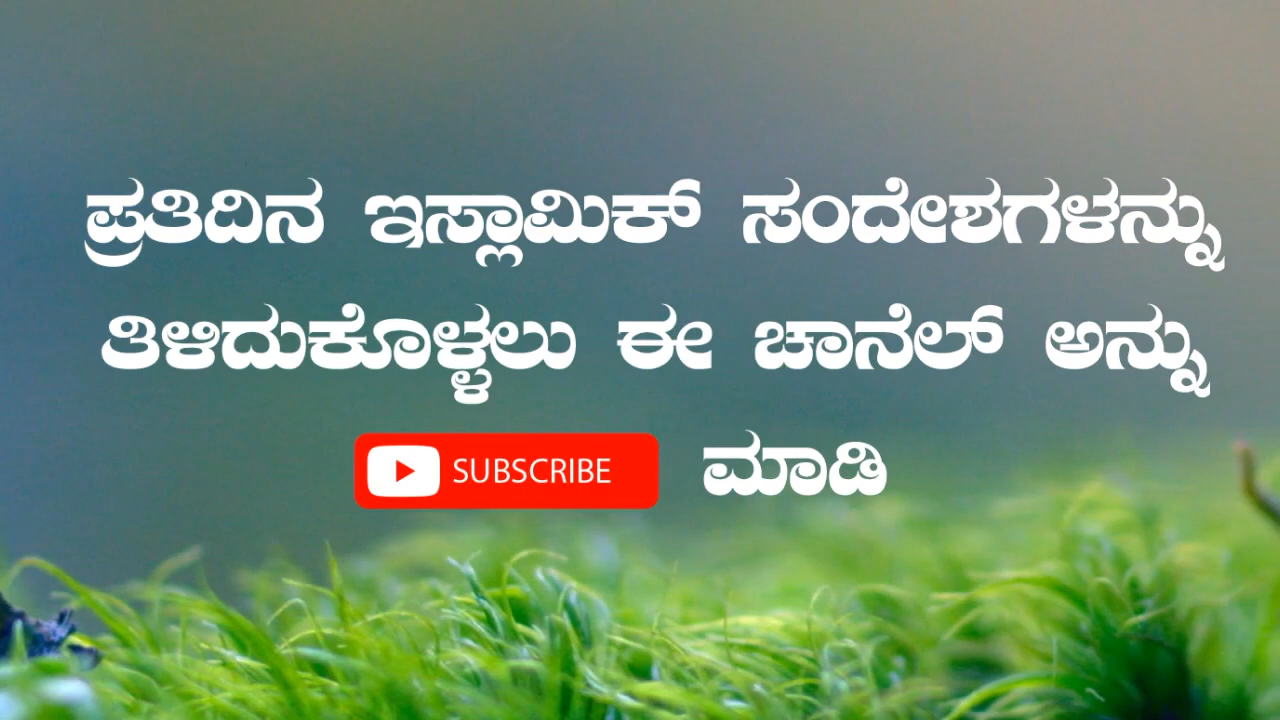 ಪ್ರತಿದಿನ ಇಸ್ಲಾಮಿಕ್ ಸಂದೇಶಗಳನ್ನು
ತಿಳಿದುಕೊಳ್ಳಲು ಈ ಚಾನೆಲ್ ಅನ್ನು
SUBSCRIBE ಮಾಡಿ